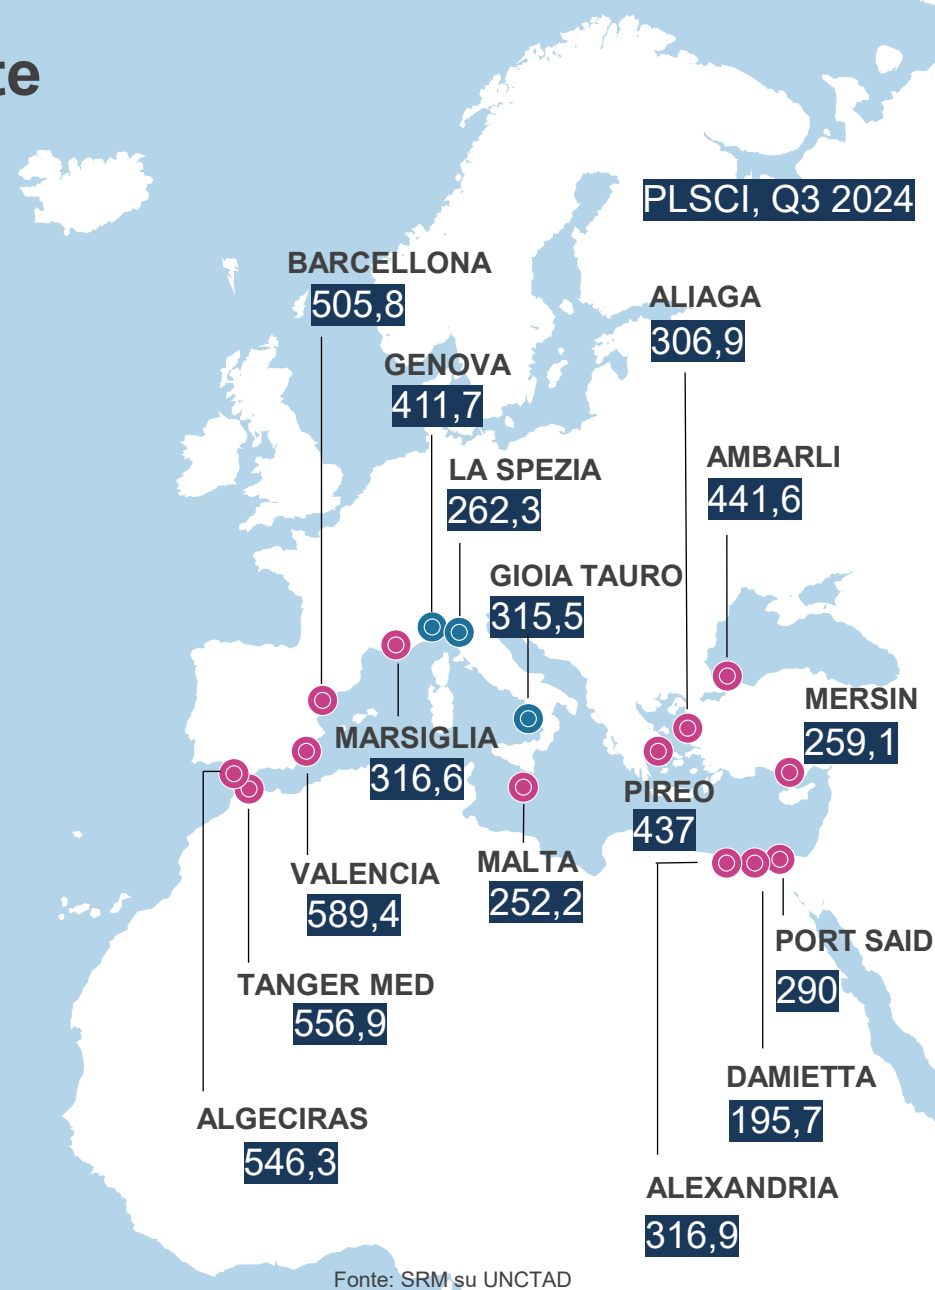 te
PLSCI, Q3 2024
BARCELLONA
505,8
ALIAGA
306,9
GENOVA
411,7
LA SPEZIA
262,3
AMBARLI
441,6
GIOIA TAURO
315,5
MERSIN
259,1
MARSIGLIA
316,6
PIREO
437
VALENCIA
589,4
MALTA
252,2
PORT SAID
290
TANGER MED
556,9
DAMIETTA
195,7
ALGECIRAS
546,3
ALEXANDRIA
316,9
Fonte: SRM su UNCTAD